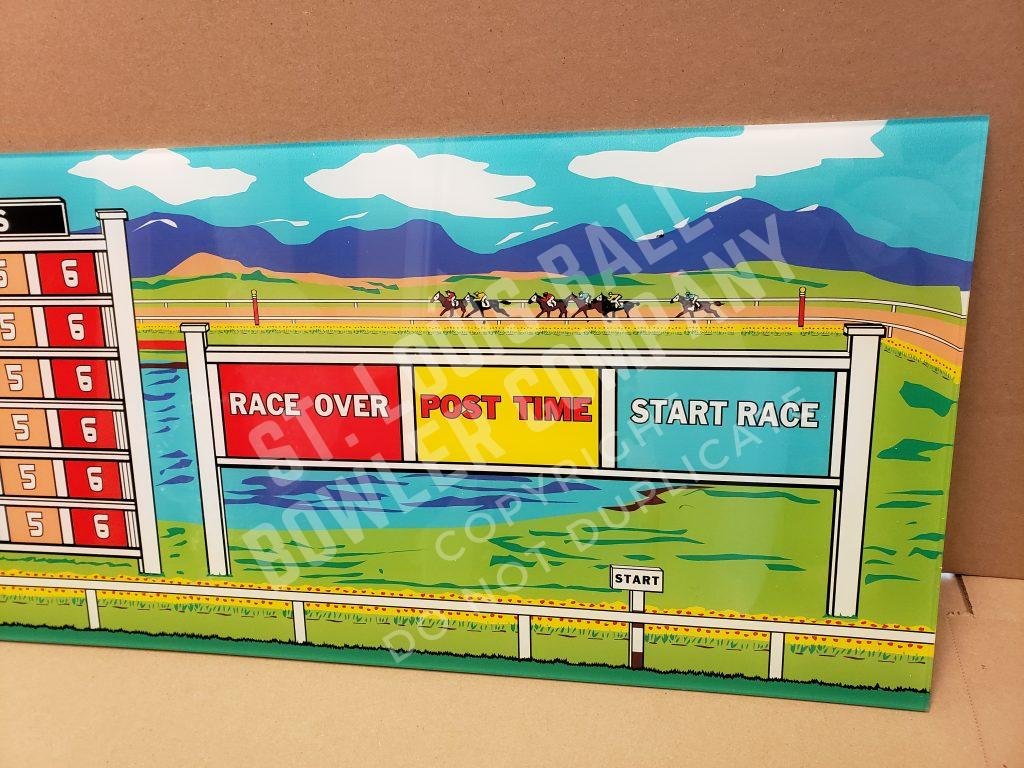 S
5 6
5 6
5 6
5 6
5 6
5 6
RACE OVER POST TIME START RACE
START
ST. LOUIS BALL
BOWLER COMPANY
COPYRIGHT
DO NOT DUPLICATE